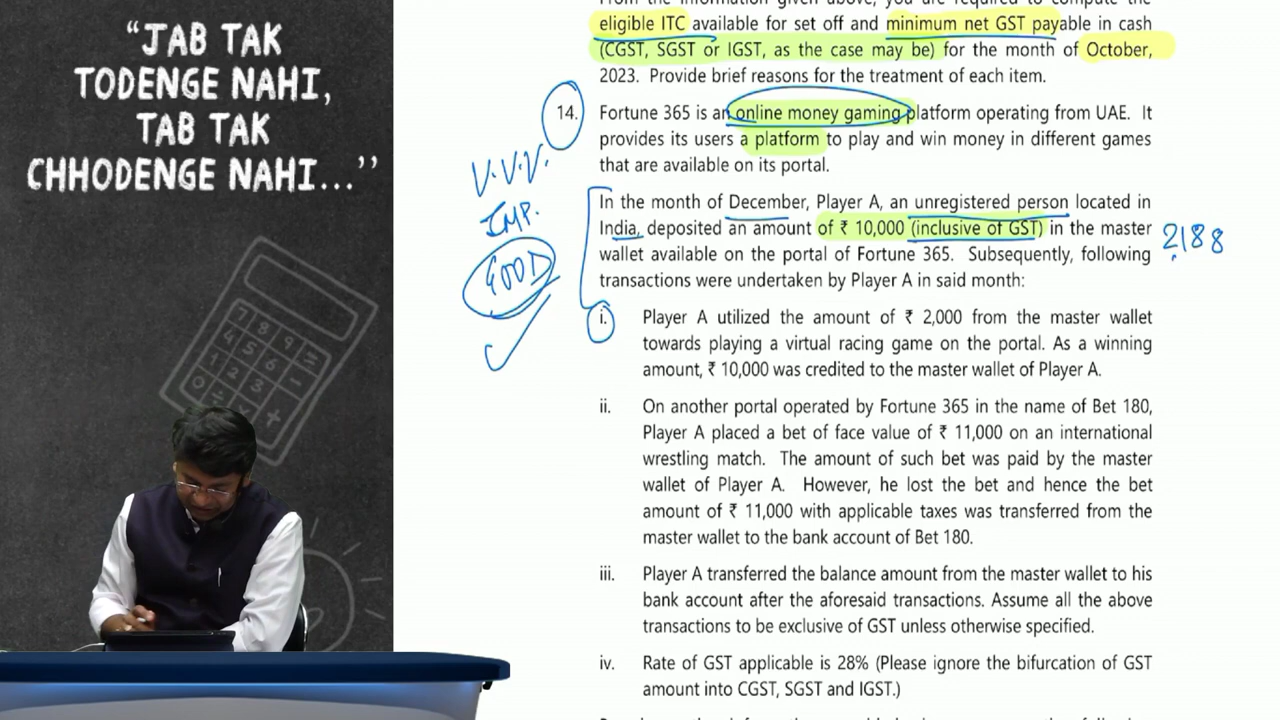 “JAB TAK
TODENGE NAHI,
TAB TAK
CHHODENGE NAHI...’’
eligible ITC available for set off and minimum net GST payable in cash
(CGST, SGST or IGST, as the case may be) for the month of October,
2023. Provide brief reasons for the treatment of each item.
14. Fortune 365 is an online money gaming platform operating from UAE. It
provides its users a platform to play and win money in different games
that are available on its portal.
V.V.V.
IMP.
GOOD
In the month of December, Player A, an unregistered person located in
India, deposited an amount of ₹ 10,000 (inclusive of GST) in the master
2188
wallet available on the portal of Fortune 365. Subsequently, following
transactions were undertaken by Player A in said month:
i. Player A utilized the amount of ₹ 2,000 from the master wallet
towards playing a virtual racing game on the portal. As a winning
amount, ₹ 10,000 was credited to the master wallet of Player A.
ii. On another portal operated by Fortune 365 in the name of Bet 180,
Player A placed a bet of face value of ₹ 11,000 on an international
wrestling match. The amount of such bet was paid by the master
wallet of Player A. However, he lost the bet and hence the bet
amount of ₹ 11,000 with applicable taxes was transferred from the
master wallet to the bank account of Bet 180.
iii. Player A transferred the balance amount from the master wallet to his
bank account after the aforesaid transactions. Assume all the above
transactions to be exclusive of GST unless otherwise specified.
iv. Rate of GST applicable is 28% (Please ignore the bifurcation of GST
amount into CGST, SGST and IGST.)
7 8 9
4 5 6
1 2 3
0